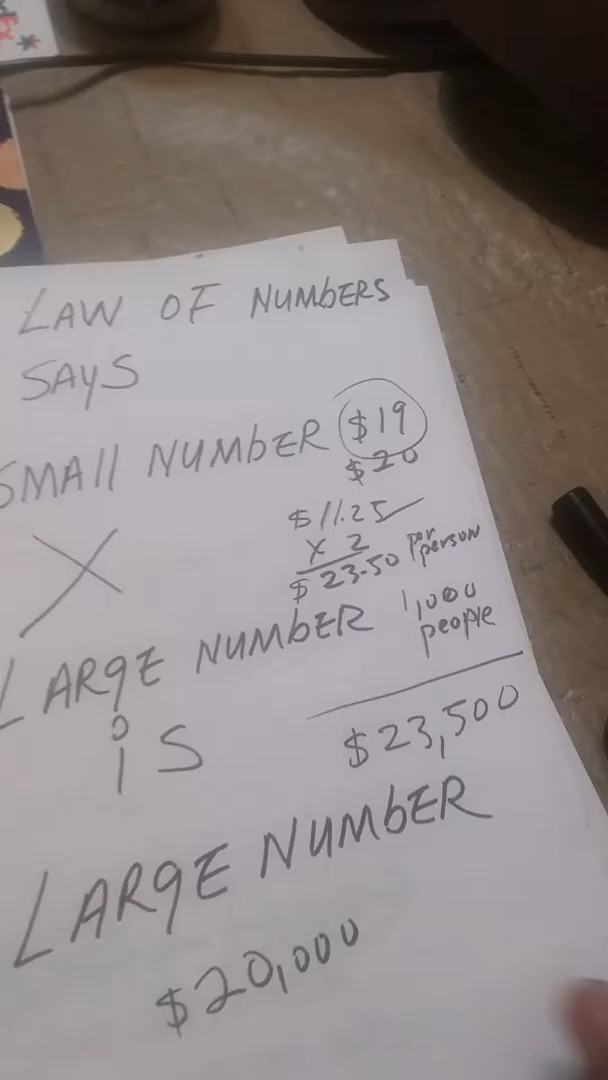 LAW OF NUMBERS
SAYS
SMALL NUMBER $19
$20
$11.25
X 2
$23.50 per person
X
LARGE NUMBER 1,000 people
is
$23,500
LARGE NUMBER
$20,000